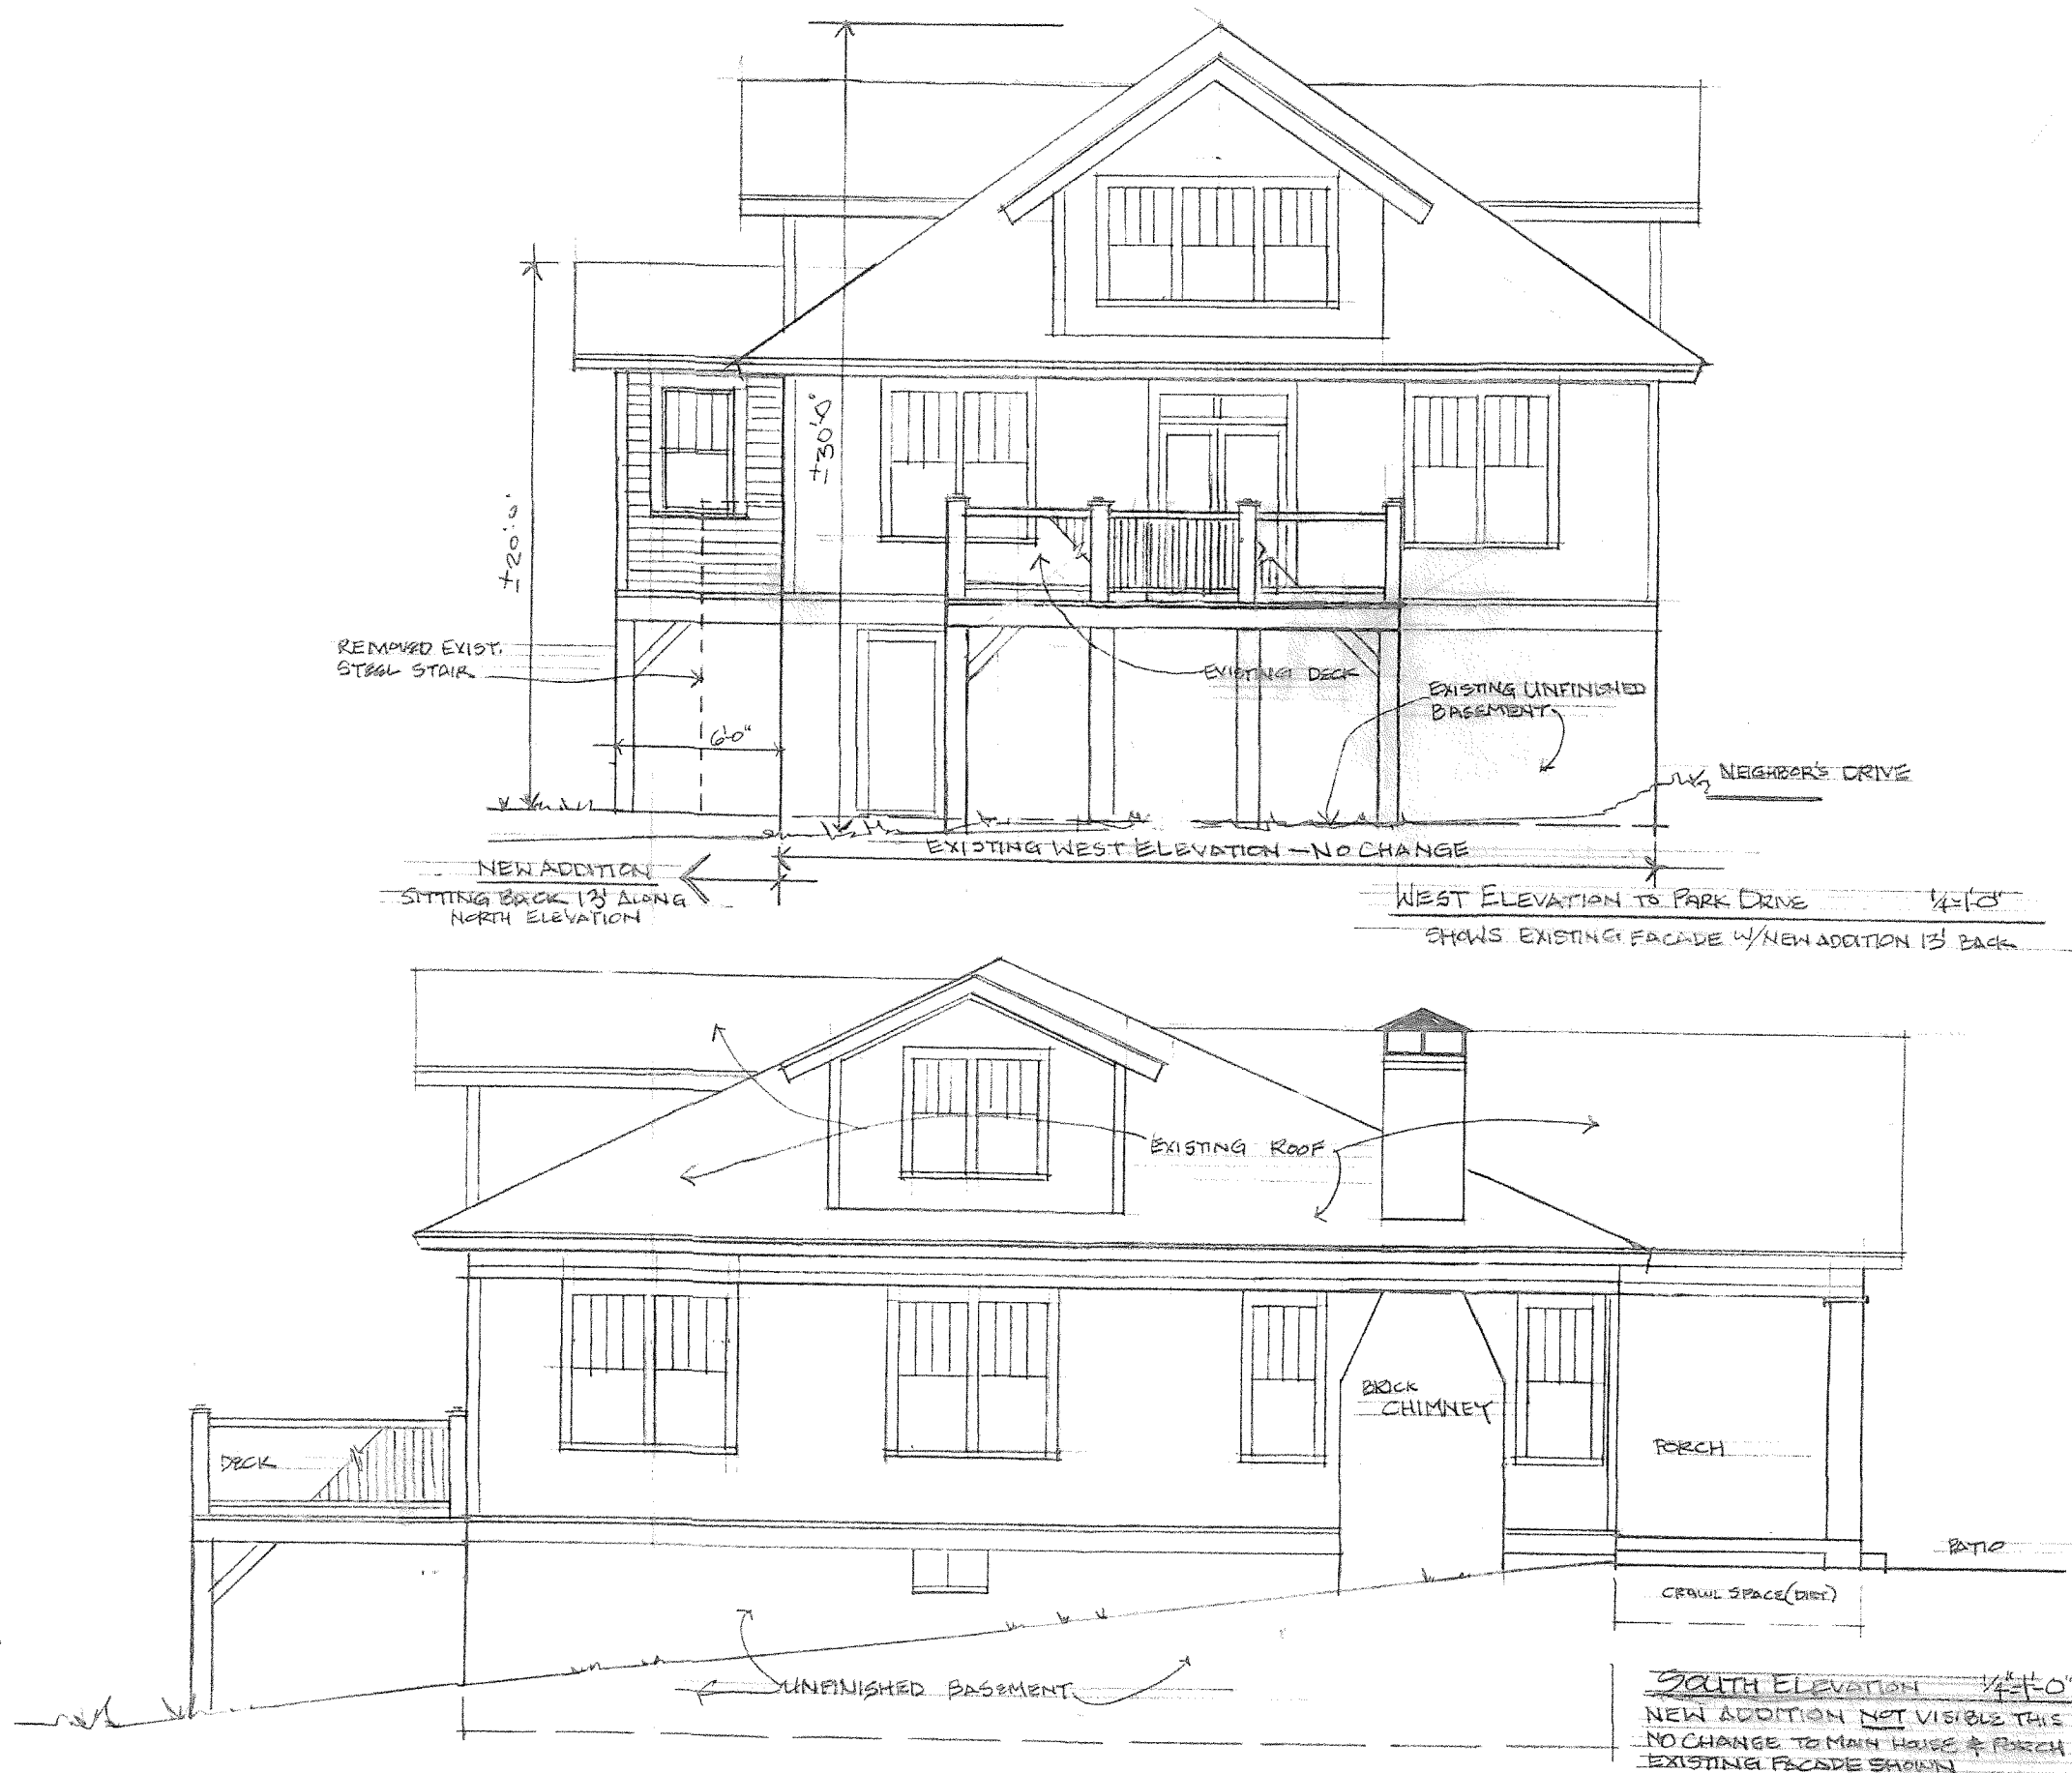 ±30'-0"
±20'-0"
REMOVED EXIST.
STEEL STAIR
EXISTING DECK
EXISTING UNFINISHED
BASEMENT
6'-0"
NEIGHBOR'S DRIVE
EXISTING WEST ELEVATION - NO CHANGE
NEW ADDITION
SITTING BACK 13' ALONG
NORTH ELEVATION
WEST ELEVATION TO PARK DRIVE 1/4"=1'-0"
SHOWS EXISTING FACADE W/NEW ADDITION 13' BACK
EXISTING ROOF
BRICK
CHIMNEY
DECK
PORCH
PATIO
CRAWL SPACE (DIRT)
UNFINISHED BASEMENT
SOUTH ELEVATION 1/4"=1'-0"
NEW ADDITION NOT VISIBLE THIS
NO CHANGE TO MAIN HOUSE & PORCH
EXISTING FACADE SHOWN